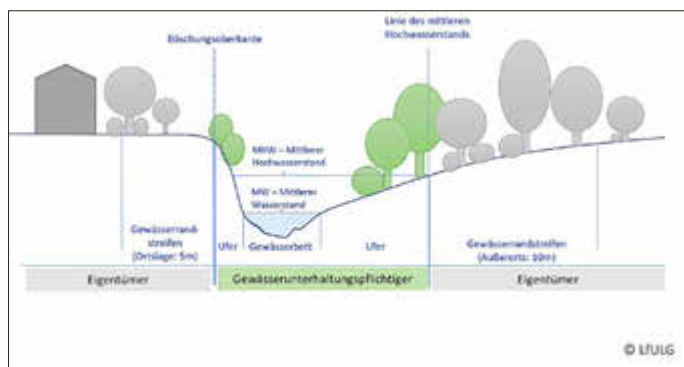 Böschungsoberkante
Linie des mittleren
Hochwasserstands
MHW – Mittlerer
Hochwasserstand
MW – Mittlerer
Wasserstand
Gewässerrand-
streifen
(Ortslage: 5m)
Ufer
Gewässerbett
Ufer
Gewässerrandstreifen
(Außerorts: 10m)
Eigentümer
Gewässerunterhaltungspflichtiger
Eigentümer
© LfULG